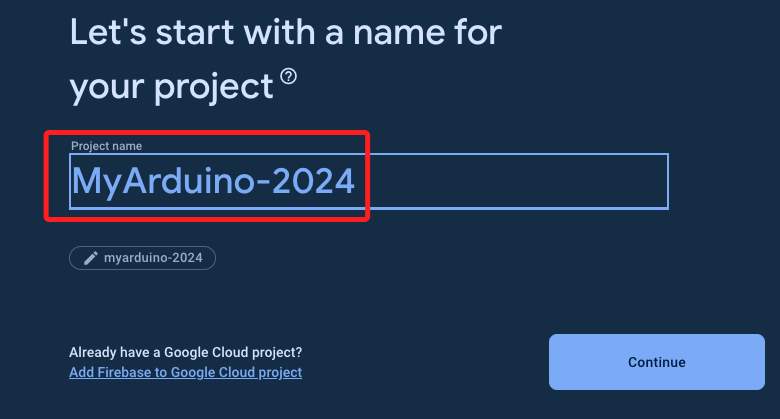 Let's start with a name for
your project
Project name
MyArduino-2024
myarduino-2024
Already have a Google Cloud project?
Add Firebase to Google Cloud project
Continue